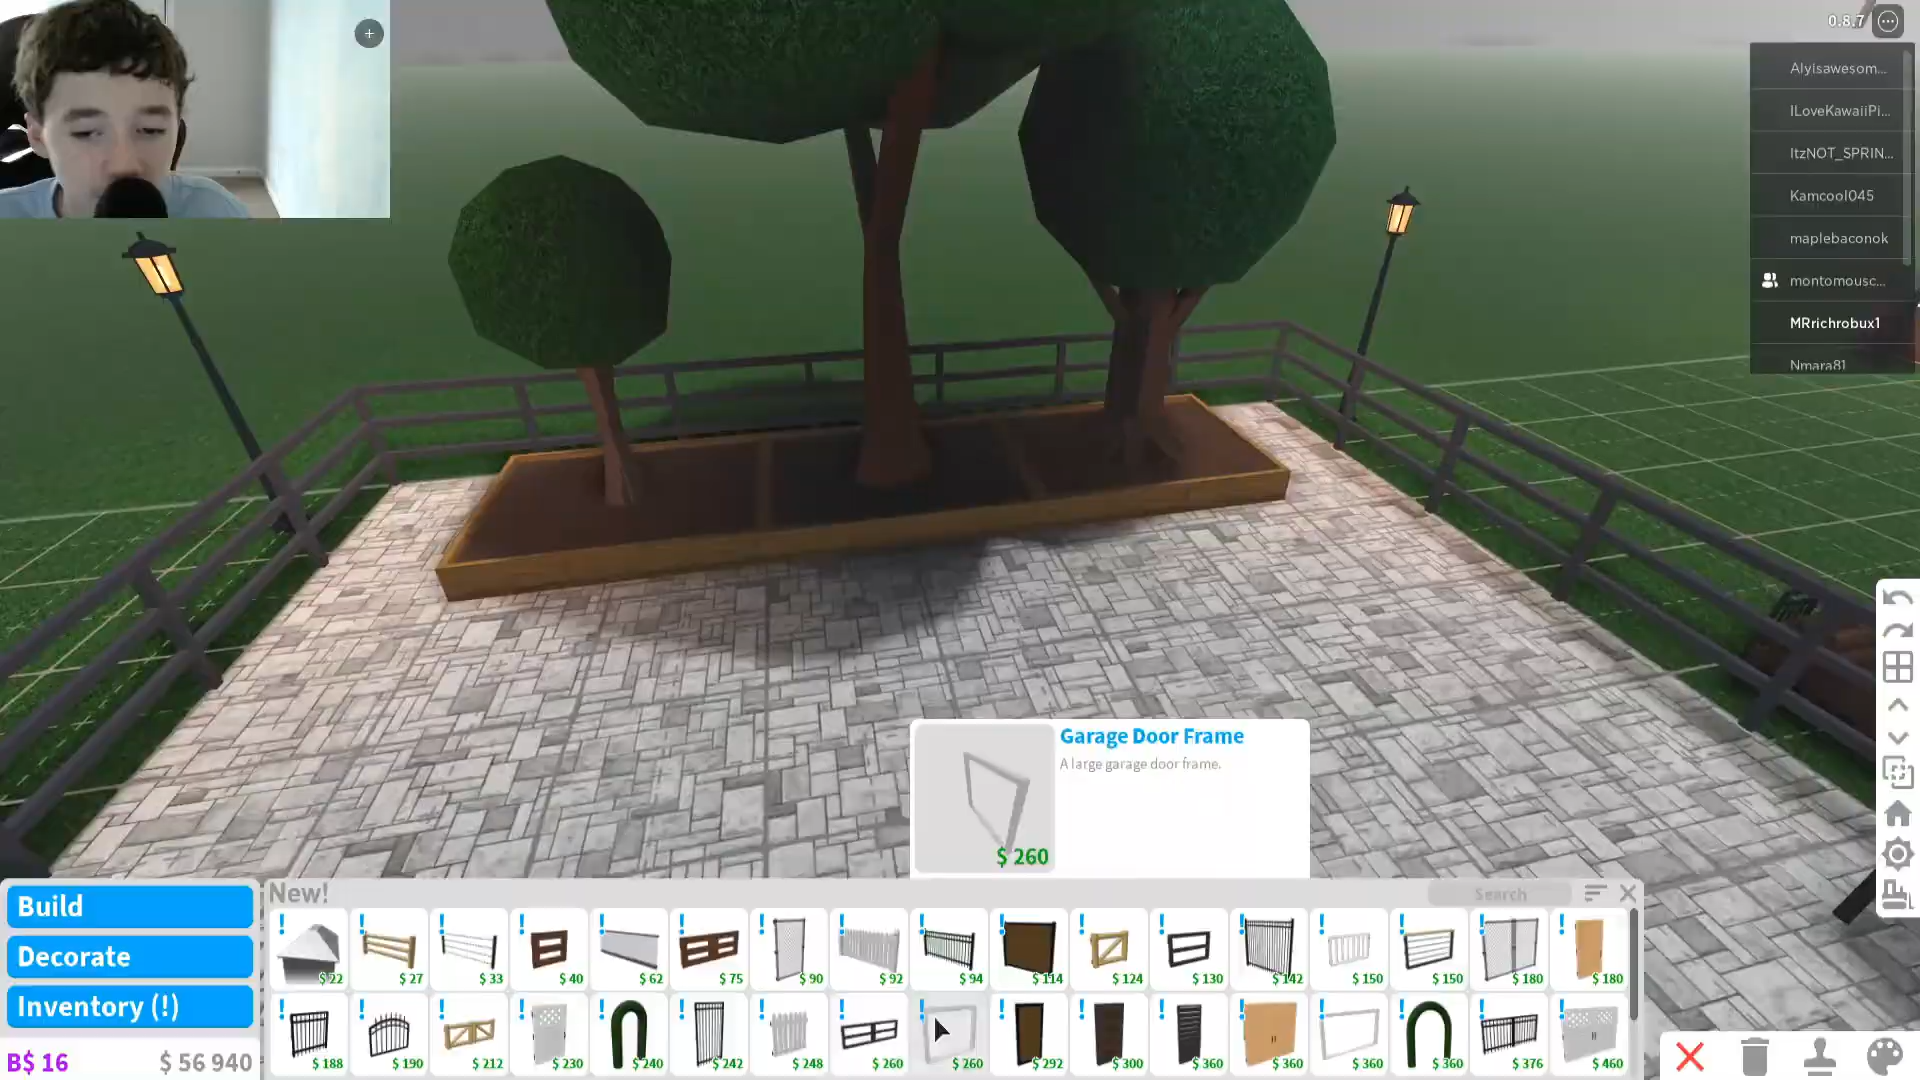 0.8.7
Alyisawesom...
ILoveKawaiiPi...
ItzNOT_SPRIN...
Kamcool045
maplebaconok
montomousc...
MRrichrobux1
Nmara81
Garage Door Frame
A large garage door frame.
$ 260
Build
Decorate
Inventory (!)
B$ 16
$ 56 940
New!
Search
$ 22
$ 27
$ 33
$ 40
$ 62
$ 75
$ 90
$ 92
$ 94
$ 114
$ 124
$ 130
$ 142
$ 150
$ 150
$ 180
$ 180
$ 188
$ 190
$ 212
$ 230
$ 240
$ 242
$ 248
$ 260
$ 260
$ 292
$ 300
$ 360
$ 360
$ 360
$ 360
$ 376
$ 460